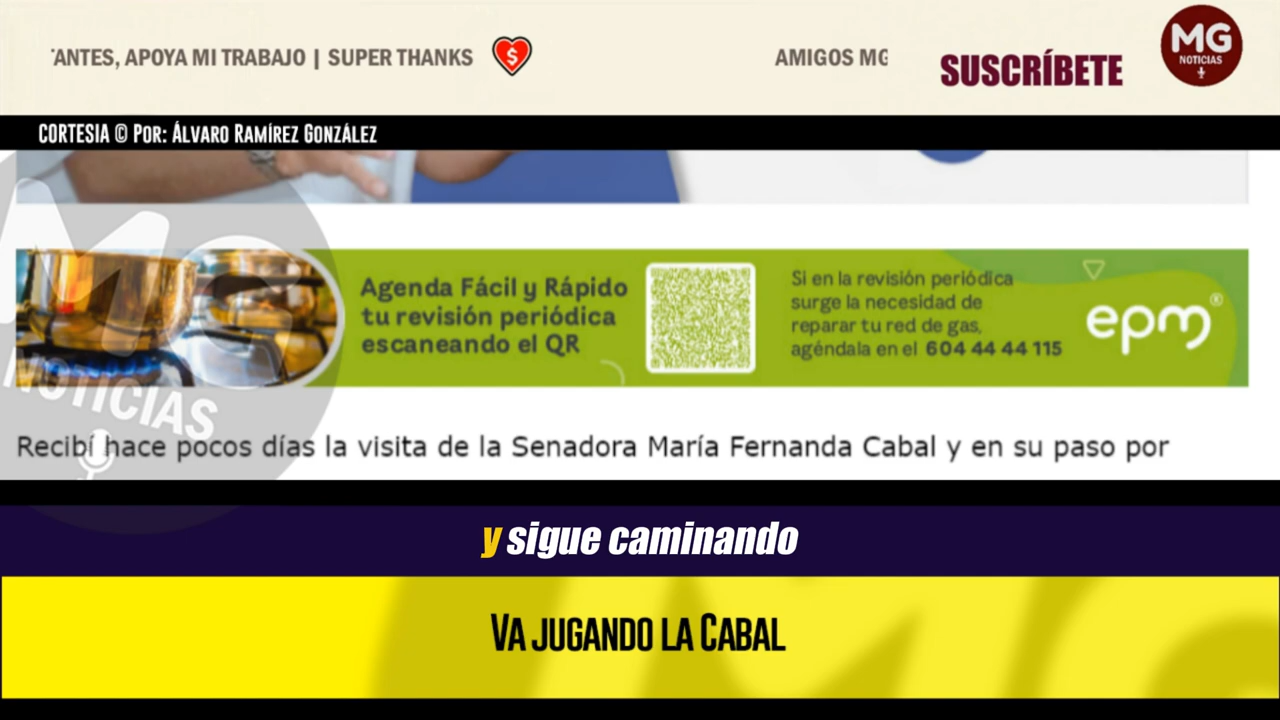 ANTES, APOYA MI TRABAJO | SUPER THANKS
AMIGOS MG
SUSCRÍBETE
MG
NOTICIAS
CORTESIA © Por: Álvaro Ramírez González
Agenda Fácil y Rápido
tu revisión periódica
escaneando el QR
Si en la revisión periódica
surge la necesidad de
reparar tu red de gas,
agéndala en el 604 44 44 115
epm®
MG
NOTICIAS
Recibí hace pocos días la visita de la Senadora María Fernanda Cabal y en su paso por
y sigue caminando
Va jugando la Cabal